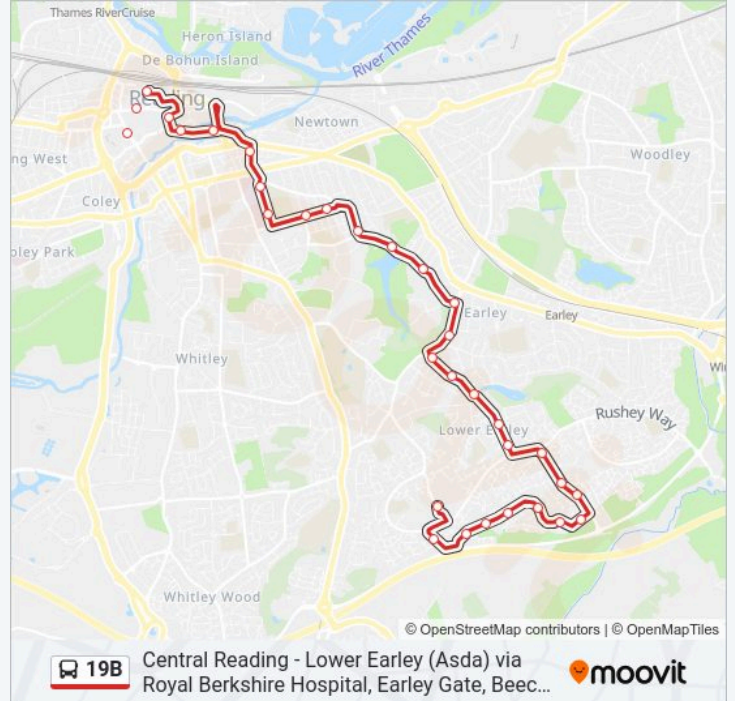 Thames RiverCruise
Heron Island
De Bohun Island
River Thames
Reading
Newtown
ng West
Woodley
Coley
oley Park
Earley
Earley
Whitley
Wi
Rushey Way
Lower Earley
Whitley Wood
© OpenStreetMap contributors | © OpenMapTiles
19B
Central Reading - Lower Earley (Asda) via
Royal Berkshire Hospital, Earley Gate, Beec...
moovit